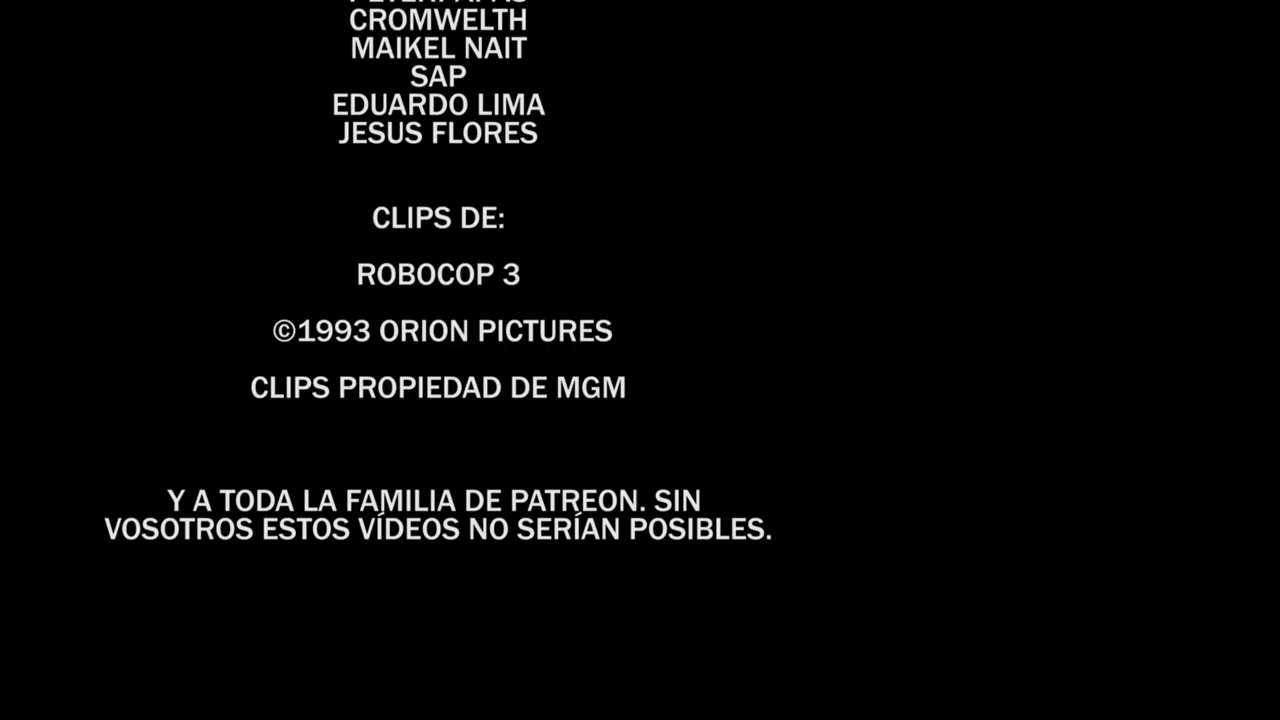 CROMWELTH
MAIKEL NAIT
SAP
EDUARDO LIMA
JESUS FLORES
CLIPS DE:
ROBOCOP 3
©1993 ORION PICTURES
CLIPS PROPIEDAD DE MGM
Y A TODA LA FAMILIA DE PATREON. SIN
VOSOTROS ESTOS VÍDEOS NO SERÍAN POSIBLES.